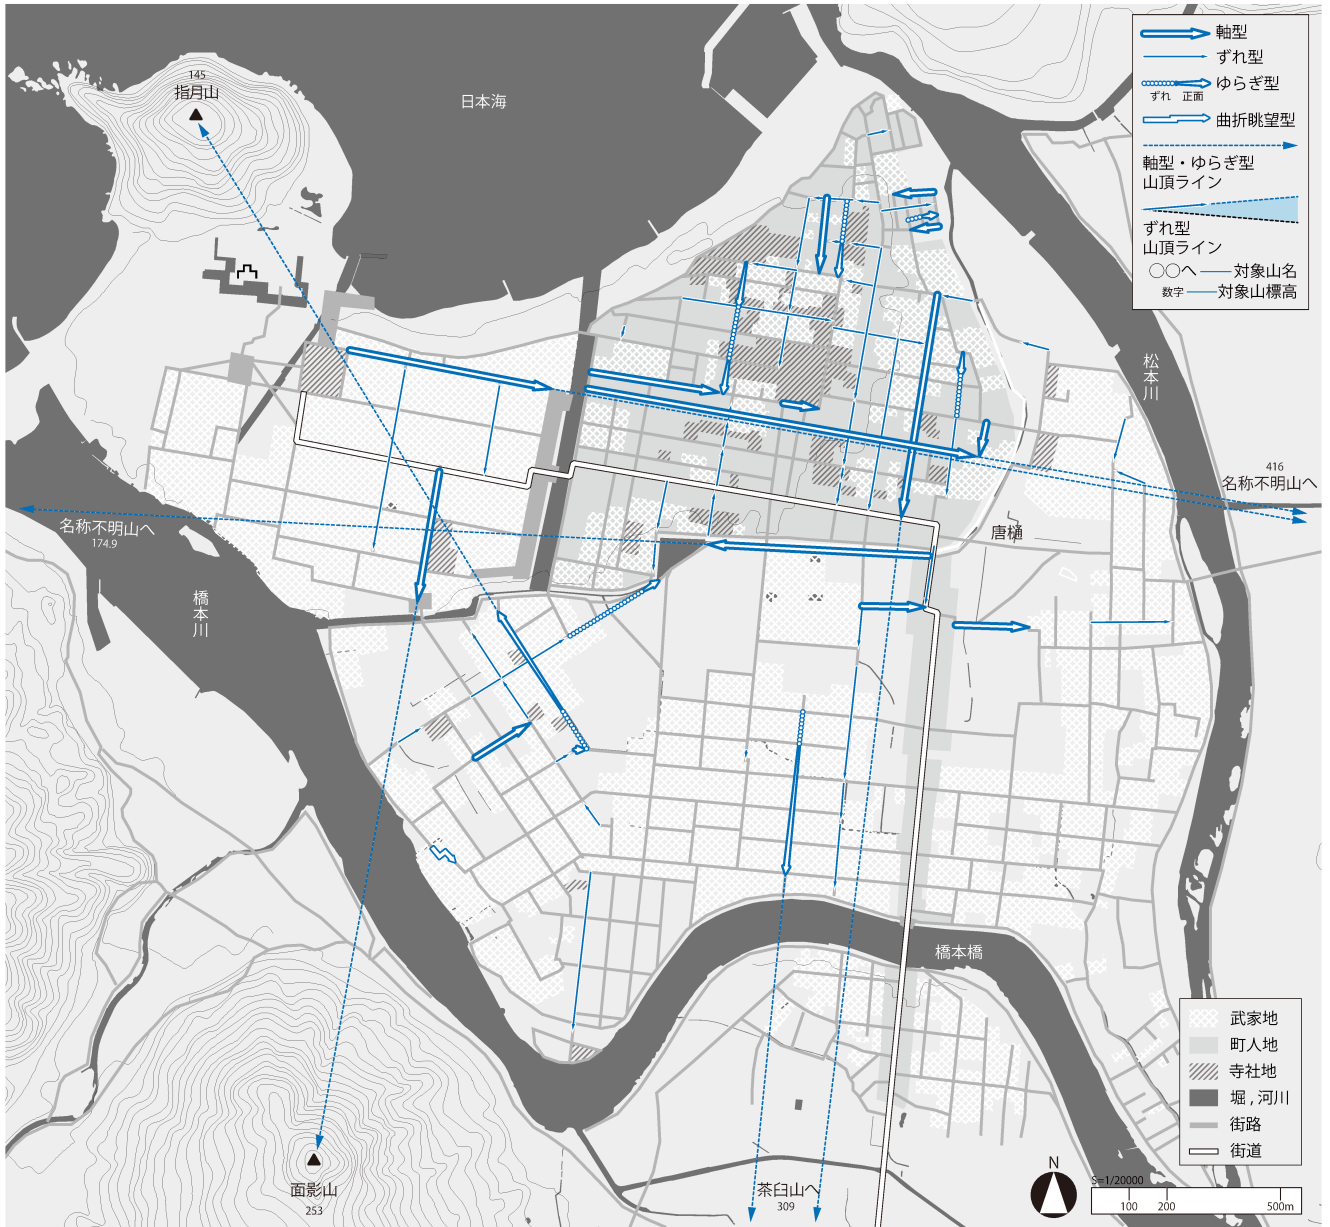 145
指月山
日本海
軸型
ずれ型
ゆらぎ型
ずれ 正面
曲折眺望型
軸型・ゆらぎ型
山頂ライン
ずれ型
山頂ライン
○○へ 対象山名
数字 対象山標高
松本川
416
名称不明山へ
名称不明山へ
174.9
唐樋
橋本川
橋本橋
武家地
町人地
寺社地
堀 , 河川
街路
街道
面影山
253
茶臼山へ
309
N
S=1/20000
100 200 500m